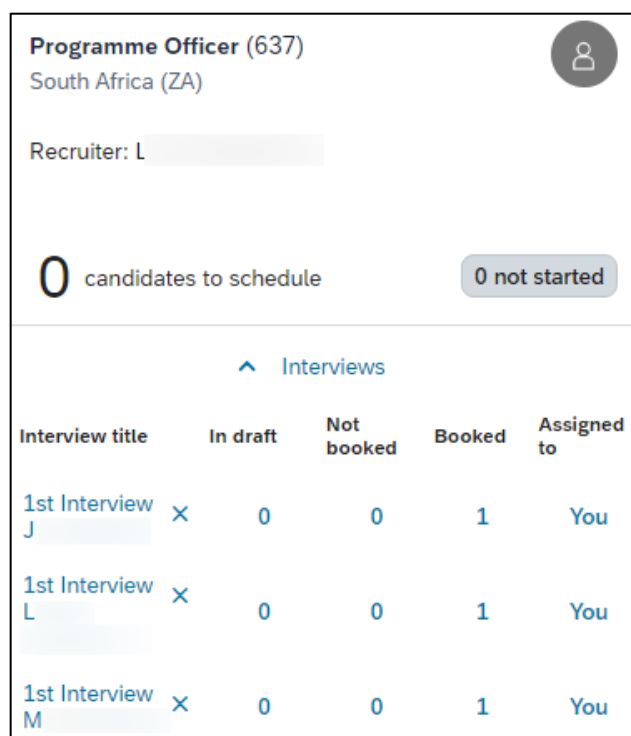 Programme Officer (637)
South Africa (ZA)
Recruiter: L
0 candidates to schedule
0 not started
Interviews
Interview title In draft Not booked Booked Assigned to
1st Interview
J
0 0 1 You
1st Interview
L
0 0 1 You
1st Interview
M
0 0 1 You